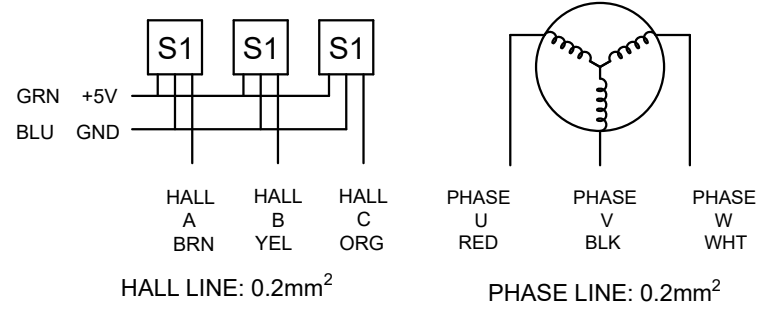 S1 S1 S1
GRN +5V
BLU GND
HALL HALL HALL
A B C
BRN YEL ORG
HALL LINE: 0.2mm²
PHASE PHASE PHASE
U V W
RED BLK WHT
PHASE LINE: 0.2mm²